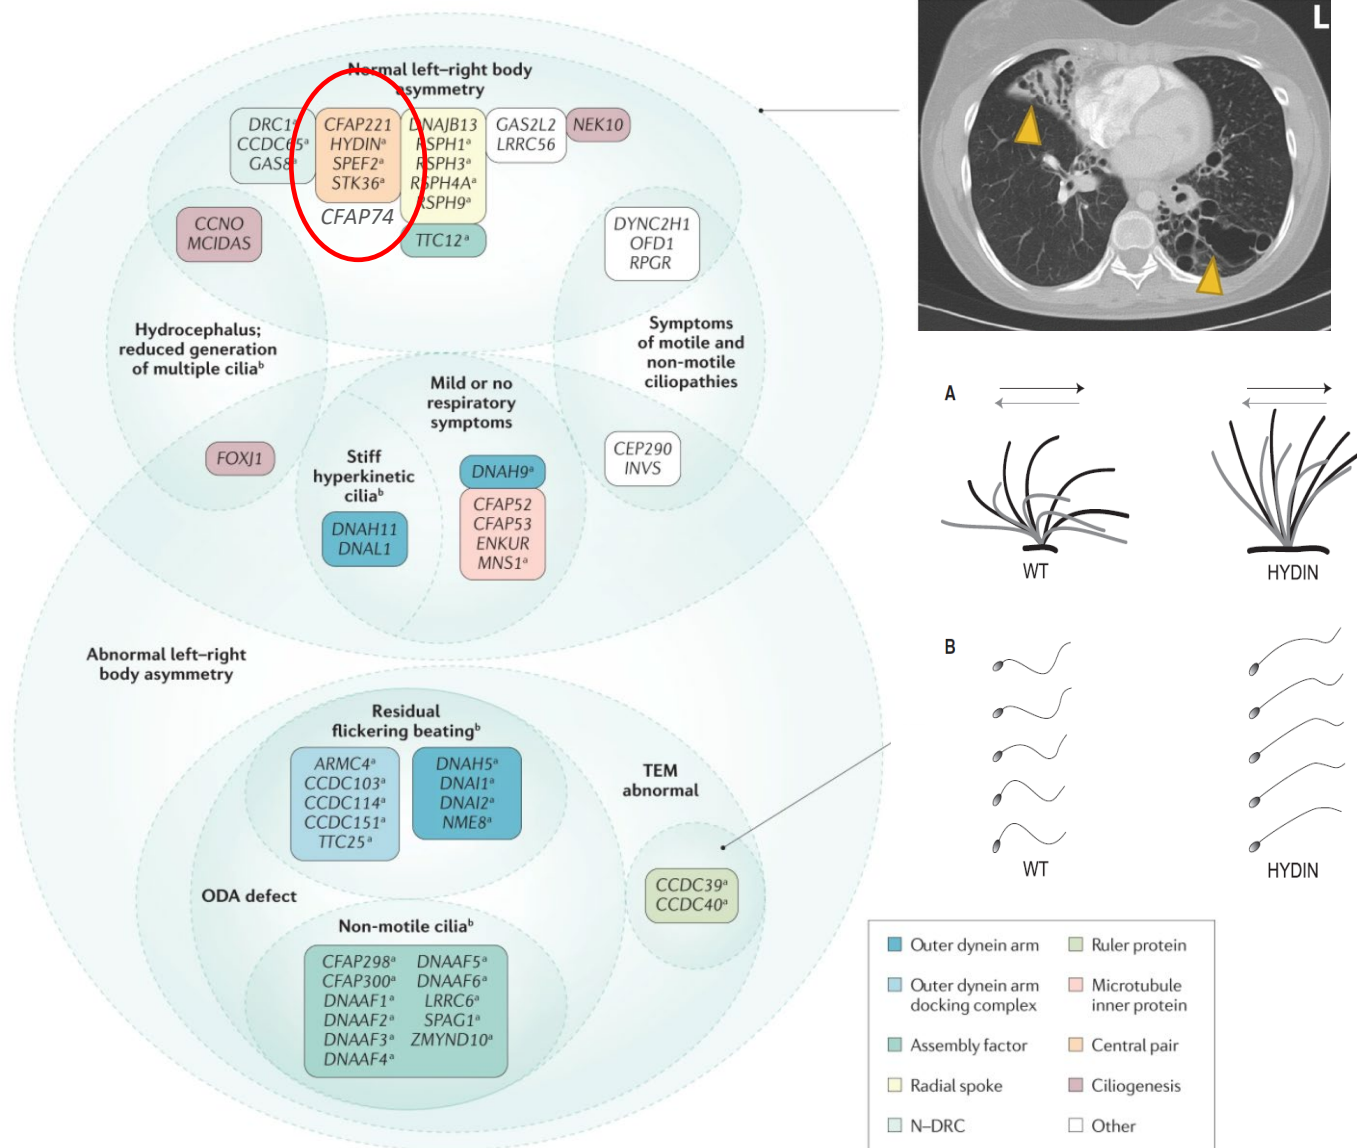 Normal left–right body
asymmetry
DRC1ᵃ
CCDC65ᵃ
GAS8ᵃ
CFAP221
HYDINᵃ
SPEF2ᵃ
STK36ᵃ
CFAP74
DNAJB13
RSPH1ᵃ
RSPH3ᵃ
RSPH4Aᵃ
RSPH9ᵃ
TTC12ᵃ
GAS2L2
LRRC56
NEK10
CCNO
MCIDAS
DYNC2H1
OFD1
RPGR
Hydrocephalus;
reduced generation
of multiple ciliaᵇ
Symptoms
of motile and
non-motile
ciliopathies
Mild or no
respiratory
symptoms
FOXJ1
CEP290
INVS
Stiff
hyperkinetic
ciliaᵇ
DNAH11
DNAL1
DNAH9ᵃ
CFAP52
CFAP53
ENKUR
MNS1ᵃ
Abnormal left–right
body asymmetry
Residual
flickering beatingᵇ
ARMC4ᵃ
CCDC103ᵃ
CCDC114ᵃ
CCDC151ᵃ
TTC25ᵃ
DNAH5ᵃ
DNAI1ᵃ
DNAI2ᵃ
NME8ᵃ
TEM
abnormal
CCDC39ᵃ
CCDC40ᵃ
ODA defect
Non-motile ciliaᵇ
CFAP298ᵃ DNAAF5ᵃ
CFAP300ᵃ DNAAF6ᵃ
DNAAF1ᵃ LRRC6ᵃ
DNAAF2ᵃ SPAG1ᵃ
DNAAF3ᵃ ZMYND10ᵃ
DNAAF4ᵃ
L
A
WT HYDIN
B
WT HYDIN
Outer dynein arm
Outer dynein arm
docking complex
Assembly factor
Radial spoke
N–DRC
Ruler protein
Microtubule
inner protein
Central pair
Ciliogenesis
Other